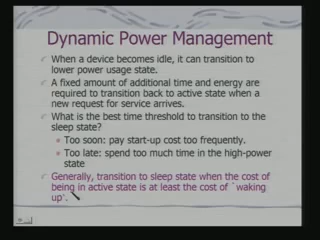 Dynamic Power Management
When a device becomes idle, it can transition to
lower power usage state.
A fixed amount of additional time and energy are
required to transition back to active state when a
new request for service arrives.
What is the best time threshold to transition to the
sleep state?
Too soon: pay start-up cost too frequently.
Too late: spend too much time in the high-power
state
Generally, transition to sleep state when the cost of
being in active state is at least the cost of `waking
up'.